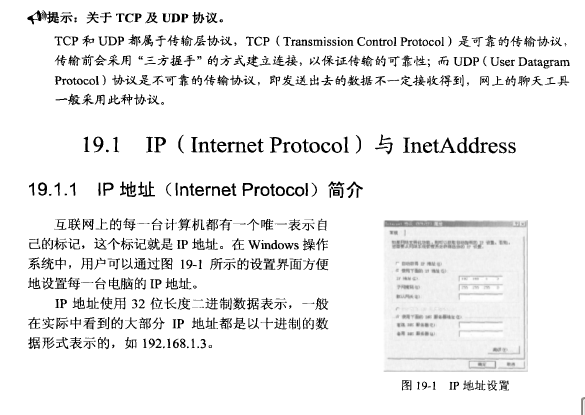 提示：关于 TCP 及 UDP 协议。
TCP 和 UDP 都属于传输层协议，TCP（Transmission Control Protocol）是可靠的传输协议，
传输前会采用“三方握手”的方式建立连接，以保证传输的可靠性；而 UDP（User Datagram
Protocol）协议是不可靠的传输协议，即发送出去的数据不一定接收得到，网上的聊天工具
一般采用此种协议。
19.1 IP（Internet Protocol）与 InetAddress
19.1.1 IP 地址（Internet Protocol）简介
互联网上的每一台计算机都有一个唯一表示自
己的标记，这个标记就是 IP 地址。在 Windows 操作
系统中，用户可以通过图 19-1 所示的设置界面方便
地设置每一台电脑的 IP 地址。
IP 地址使用 32 位长度二进制数据表示，一般
在实际中看到的大部分 IP 地址都是以十进制的数
据形式表示的，如 192.168.1.3。
图 19-1 IP 地址设置